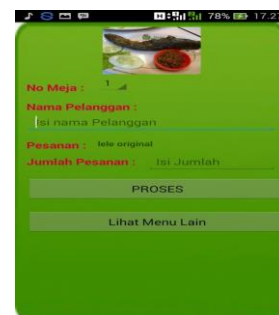 78% 17.27
No Meja : 1
Nama Pelanggan :
Isi nama Pelanggan
Pesanan : lele original
Jumlah Pesanan : Isi Jumlah
PROSES
Lihat Menu Lain